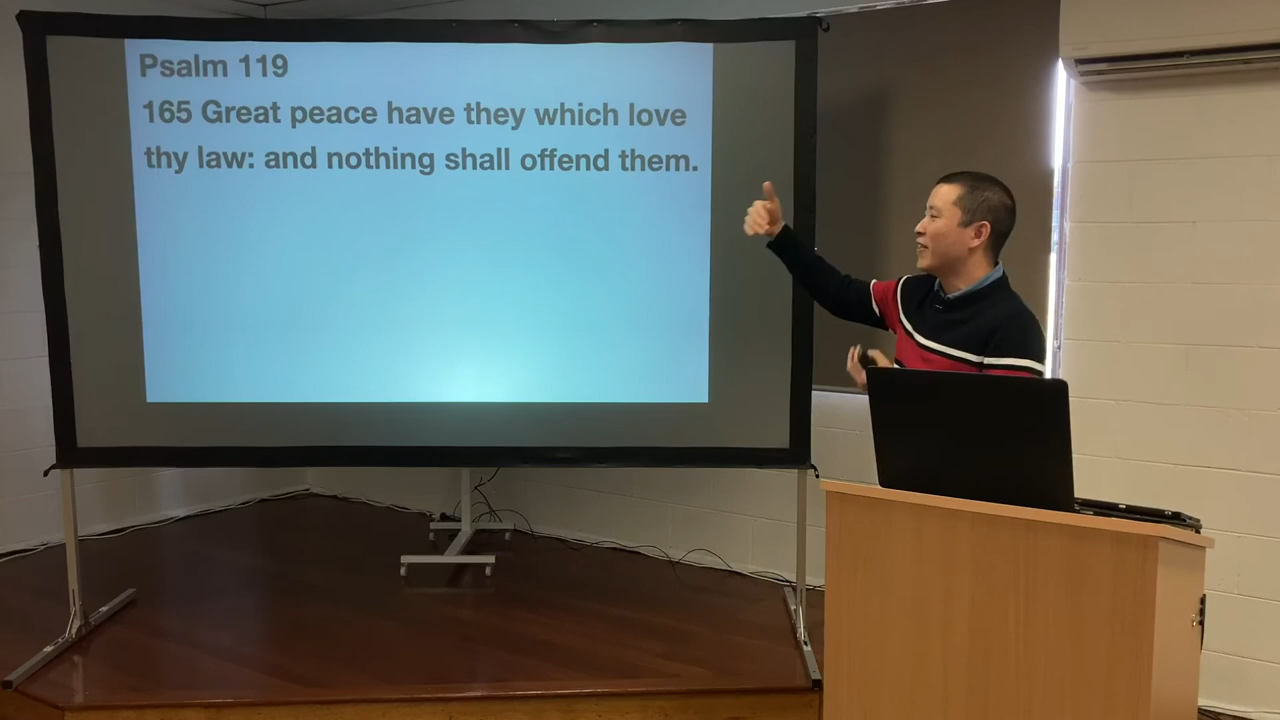 Psalm 119
165 Great peace have they which love
thy law: and nothing shall offend them.